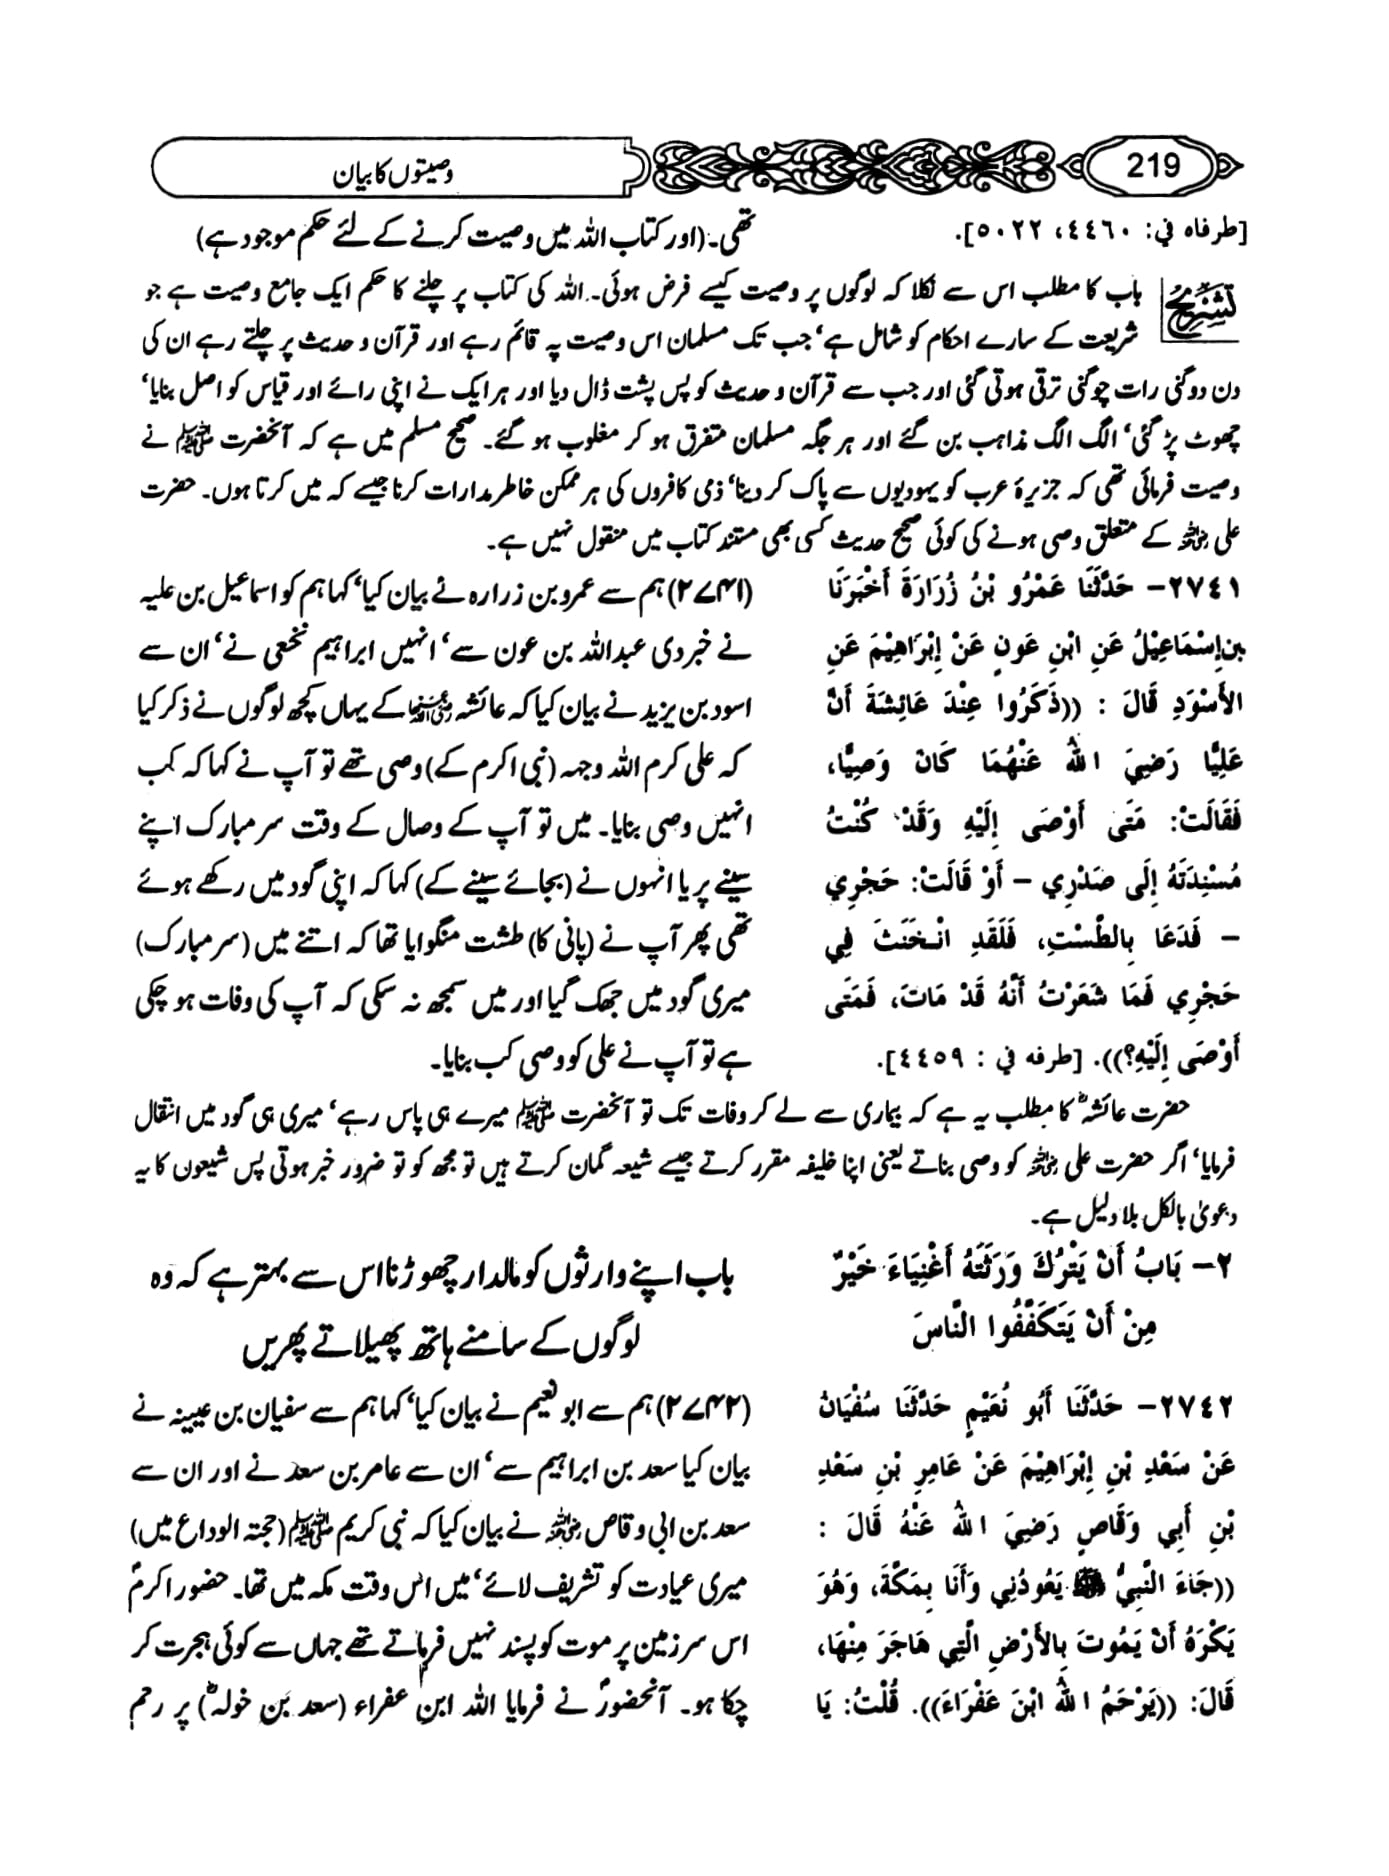 219
وصیتوں کا بیان
[طرفاه في: ٤٤٦٠، ٥٠٢٢].
تھی۔ (اور کتاب اللہ میں وصیت کرنے کے لئے حکم موجود ہے)
تشریح باب کا مطلب اس سے نکلا کہ لوگوں پر وصیت کیسے فرض ہوئی۔ اللہ کی کتاب پر چلنے کا حکم ایک جامع وصیت ہے جو
شریعت کے سارے احکام کو شامل ہے‘ جب تک مسلمان اس وصیت پہ قائم رہے اور قرآن و حدیث پر چلتے رہے ان کی
دن دوگنی رات چوگنی ترقی ہوتی گئی اور جب سے قرآن و حدیث کو پس پشت ڈال دیا اور ہر ایک نے اپنی رائے اور قیاس کو اصل بنایا‘
پھوٹ پڑ گئی‘ الگ الگ مذاہب بن گئے اور ہر جگہ مسلمان متفرق ہو کر مغلوب ہو گئے۔ صحیح مسلم میں ہے کہ آنحضرت ﷺ نے
وصیت فرمائی تھی کہ جزیرۂ عرب کو یہودیوں سے پاک کر دینا‘ ذمی کافروں کی ہر ممکن خاطر مدارات کرنا جیسے کہ میں کرتا ہوں۔ حضرت
علی رضی اللہ عنہ کے متعلق وصی ہونے کی کوئی صحیح حدیث کسی بھی مستند کتاب میں منقول نہیں ہے۔
٢٧٤١- حَدَّثَنَا عَمْرُو بْنُ زُرَارَةَ أَخْبَرَنَا
بن إِسْمَاعِيْلُ عَنِ ابْنِ عَونٍ عَنْ إِبْرَاهِيْمَ عَنِ
الأَسْوَدِ قَالَ : ((ذَكَرُوا عِنْدَ عَائِشَةَ أَنَّ
عَلِيًّا رَضِيَ اللهُ عَنْهُمَا كَانَ وَصِيًّا،
فَقَالَتْ: مَتَى أَوْصَى إِلَيْهِ وَقَدْ كُنْتُ
مُسْنِدَتَهُ إِلَى صَدْرِي – أَوْ قَالَتْ: حَجْرِي
– فَدَعَا بِالطَّسْتِ، فَلَقَدِ انْخَنَثَ فِي
حَجْرِي فَمَا شَعَرْتُ أَنَّهُ قَدْ مَاتَ، فَمَتَى
أَوْصَى إِلَيْهِ؟)). [طرفه في : ٤٤٥٩].
(۲۷۴۱) ہم سے عمرو بن زرارہ نے بیان کیا‘ کہا ہم کو اسماعیل بن علیہ
نے خبر دی عبداللہ بن عون سے‘ انہیں ابراہیم نخعی نے‘ ان سے
اسود بن یزید نے بیان کیا کہ عائشہ رضی اللہ عنہا کے یہاں کچھ لوگوں نے ذکر کیا
کہ علی کرم اللہ وجہہ (نبی اکرم کے) وصی تھے تو آپ نے کہا کہ کب
انہیں وصی بنایا۔ میں تو آپ کے وصال کے وقت سر مبارک اپنے
سینے پر یا انہوں نے (بجائے سینے کے) کہا کہ اپنی گود میں رکھے ہوئے
تھی پھر آپ نے (پانی کا) طشت منگوایا تھا کہ اتنے میں (سر مبارک)
میری گود میں جھک گیا اور میں سمجھ نہ سکی کہ آپ کی وفات ہو چکی
ہے تو آپ نے علی کو وصی کب بنایا۔
حضرت عائشہؓ کا مطلب یہ ہے کہ بیماری سے لے کر وفات تک تو آنحضرت ﷺ میرے ہی پاس رہے‘ میری ہی گود میں انتقال
فرمایا‘ اگر حضرت علی رضی اللہ عنہ کو وصی بناتے یعنی اپنا خلیفہ مقرر کرتے جیسے شیعہ گمان کرتے ہیں تو مجھ کو تو ضرور خبر ہوتی پس شیعوں کا یہ
دعویٰ بالکل بلا دلیل ہے۔
٢- بَابُ أَنْ يَتْرُكَ وَرَثَتَهُ أَغْنِيَاءَ خَيْرٌ
مِنْ أَنْ يَتَكَفَّفُوا النَّاسَ
باب اپنے وارثوں کو مالدار چھوڑنا اس سے بہتر ہے کہ وہ
لوگوں کے سامنے ہاتھ پھیلاتے پھریں
٢٧٤٢- حَدَّثَنَا أَبُو نُعَيْمٍ حَدَّثَنَا سُفْيَانُ
عَنْ سَعْدِ بْنِ إِبْرَاهِيْمَ عَنْ عَامِرِ بْنِ سَعْدِ
بْنِ أَبِي وَقَّاصٍ رَضِيَ اللهُ عَنْهُ قَالَ :
((جَاءَ النَّبِيُّ ﷺ يَعُودُنِي وَأَنَا بِمَكَّةَ، وَهُوَ
يَكْرَهُ أَنْ يَمُوتَ بِالأَرْضِ الَّتِي هَاجَرَ مِنْهَا،
قَالَ: ((يَرْحَمُ اللهُ ابْنَ عَفْرَاءَ)). قُلْتُ: يَا
(۲۷۴۲) ہم سے ابو نعیم نے بیان کیا‘ کہا ہم سے سفیان بن عیینہ نے
بیان کیا سعد بن ابراہیم سے‘ ان سے عامر بن سعد نے اور ان سے
سعد بن ابی وقاص رضی اللہ عنہ نے بیان کیا کہ نبی کریم ﷺ (حجتہ الوداع میں)
میری عیادت کو تشریف لائے‘ میں اس وقت مکہ میں تھا۔ حضور اکرمؐ
اس سرزمین پر موت کو پسند نہیں فرماتے تھے جہاں سے کوئی ہجرت کر
چکا ہو۔ آنحضورؐ نے فرمایا اللہ ابن عفراء (سعد بن خولہؓ) پر رحم